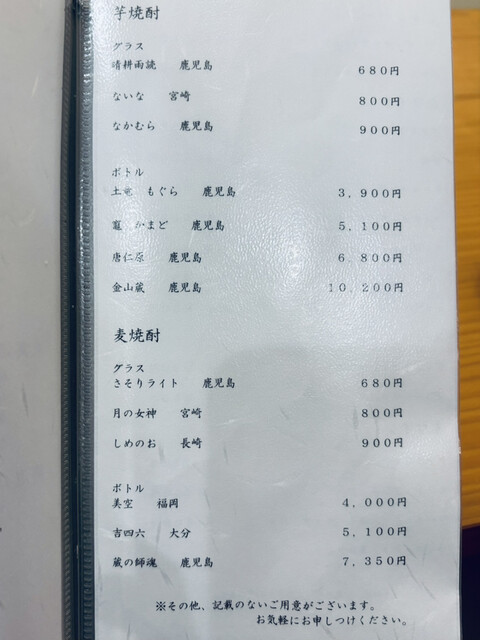 芋焼酎
グラス
晴耕雨読 鹿児島 680円
ないな 宮崎 800円
なかむら 鹿児島 900円
ボトル
土竜 もぐら 鹿児島 3,900円
竈 かまど 鹿児島 5,100円
唐仁原 鹿児島 6,800円
金山蔵 鹿児島 10,200円
麦焼酎
グラス
さそりライト 鹿児島 680円
月の女神 宮崎 800円
しめのお 長崎 900円
ボトル
美空 福岡 4,000円
吉四六 大分 5,100円
蔵の師魂 鹿児島 7,350円
※その他、記載のないご用意がございます。
お気軽にお申しつけください。